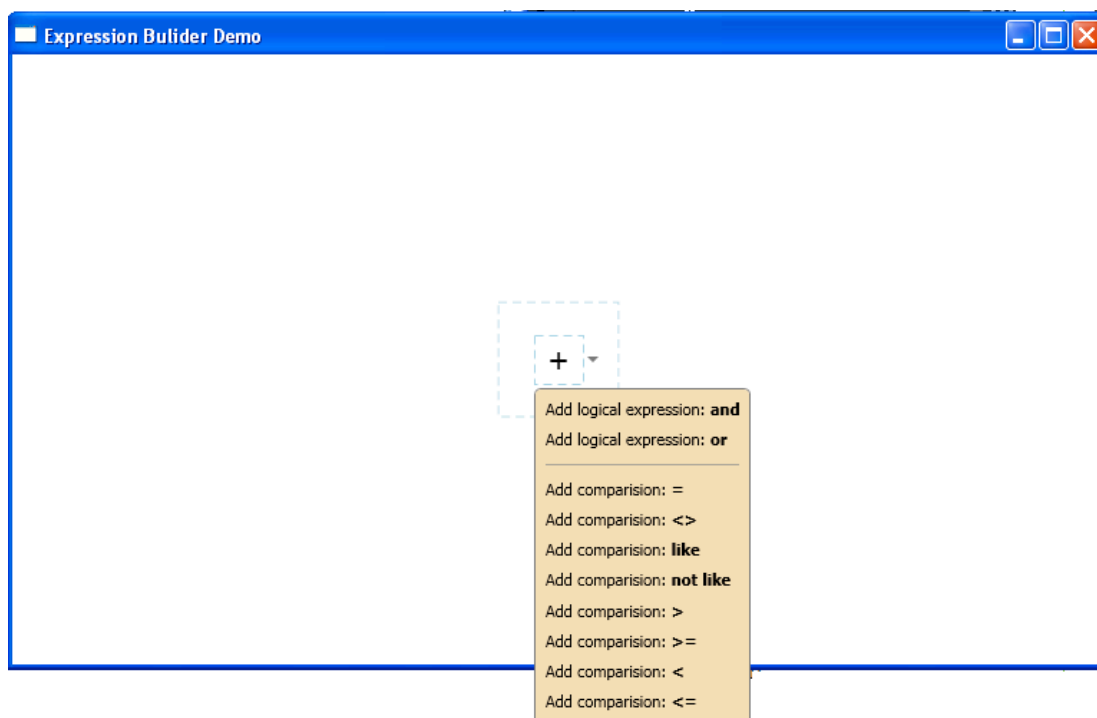 Expression Bulider Demo
+
Add logical expression: and
Add logical expression: or
Add comparision: =
Add comparision: <>
Add comparision: like
Add comparision: not like
Add comparision: >
Add comparision: >=
Add comparision: <
Add comparision: <=